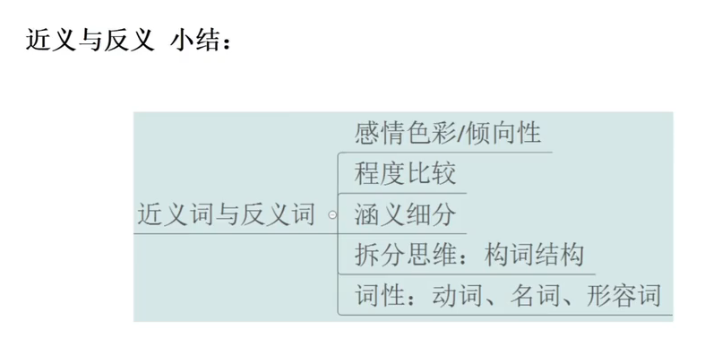 近义与反义 小结：
感情色彩/倾向性
程度比较
近义词与反义词
涵义细分
拆分思维：构词结构
词性：动词、名词、形容词